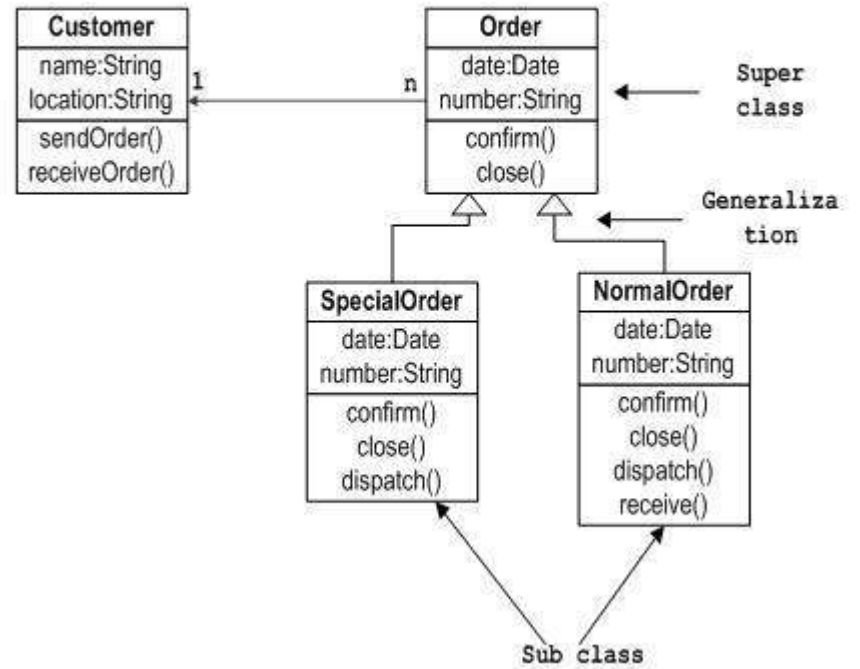 Customer
name:String
location:String
sendOrder()
receiveOrder()
1
n
Order
date:Date
number:String
confirm()
close()
Super
class
Generaliza
tion
SpecialOrder
date:Date
number:String
confirm()
close()
dispatch()
NormalOrder
date:Date
number:String
confirm()
close()
dispatch()
receive()
Sub class